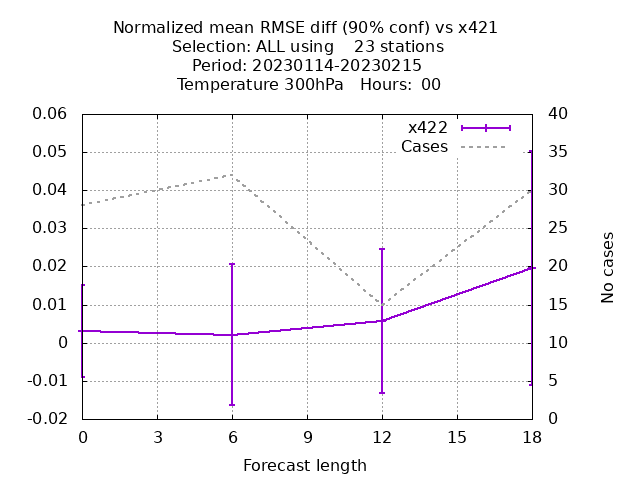 Normalized mean RMSE diff (90% conf) vs x421
Selection: ALL using    23 stations
Period: 20230114-20230215
Temperature 300hPa   Hours:  00
x422
Cases
0.06
0.05
0.04
0.03
0.02
0.01
0
-0.01
-0.02
40
35
30
25
20
15
10
5
0
No cases
0 3 6 9 12 15 18
Forecast length